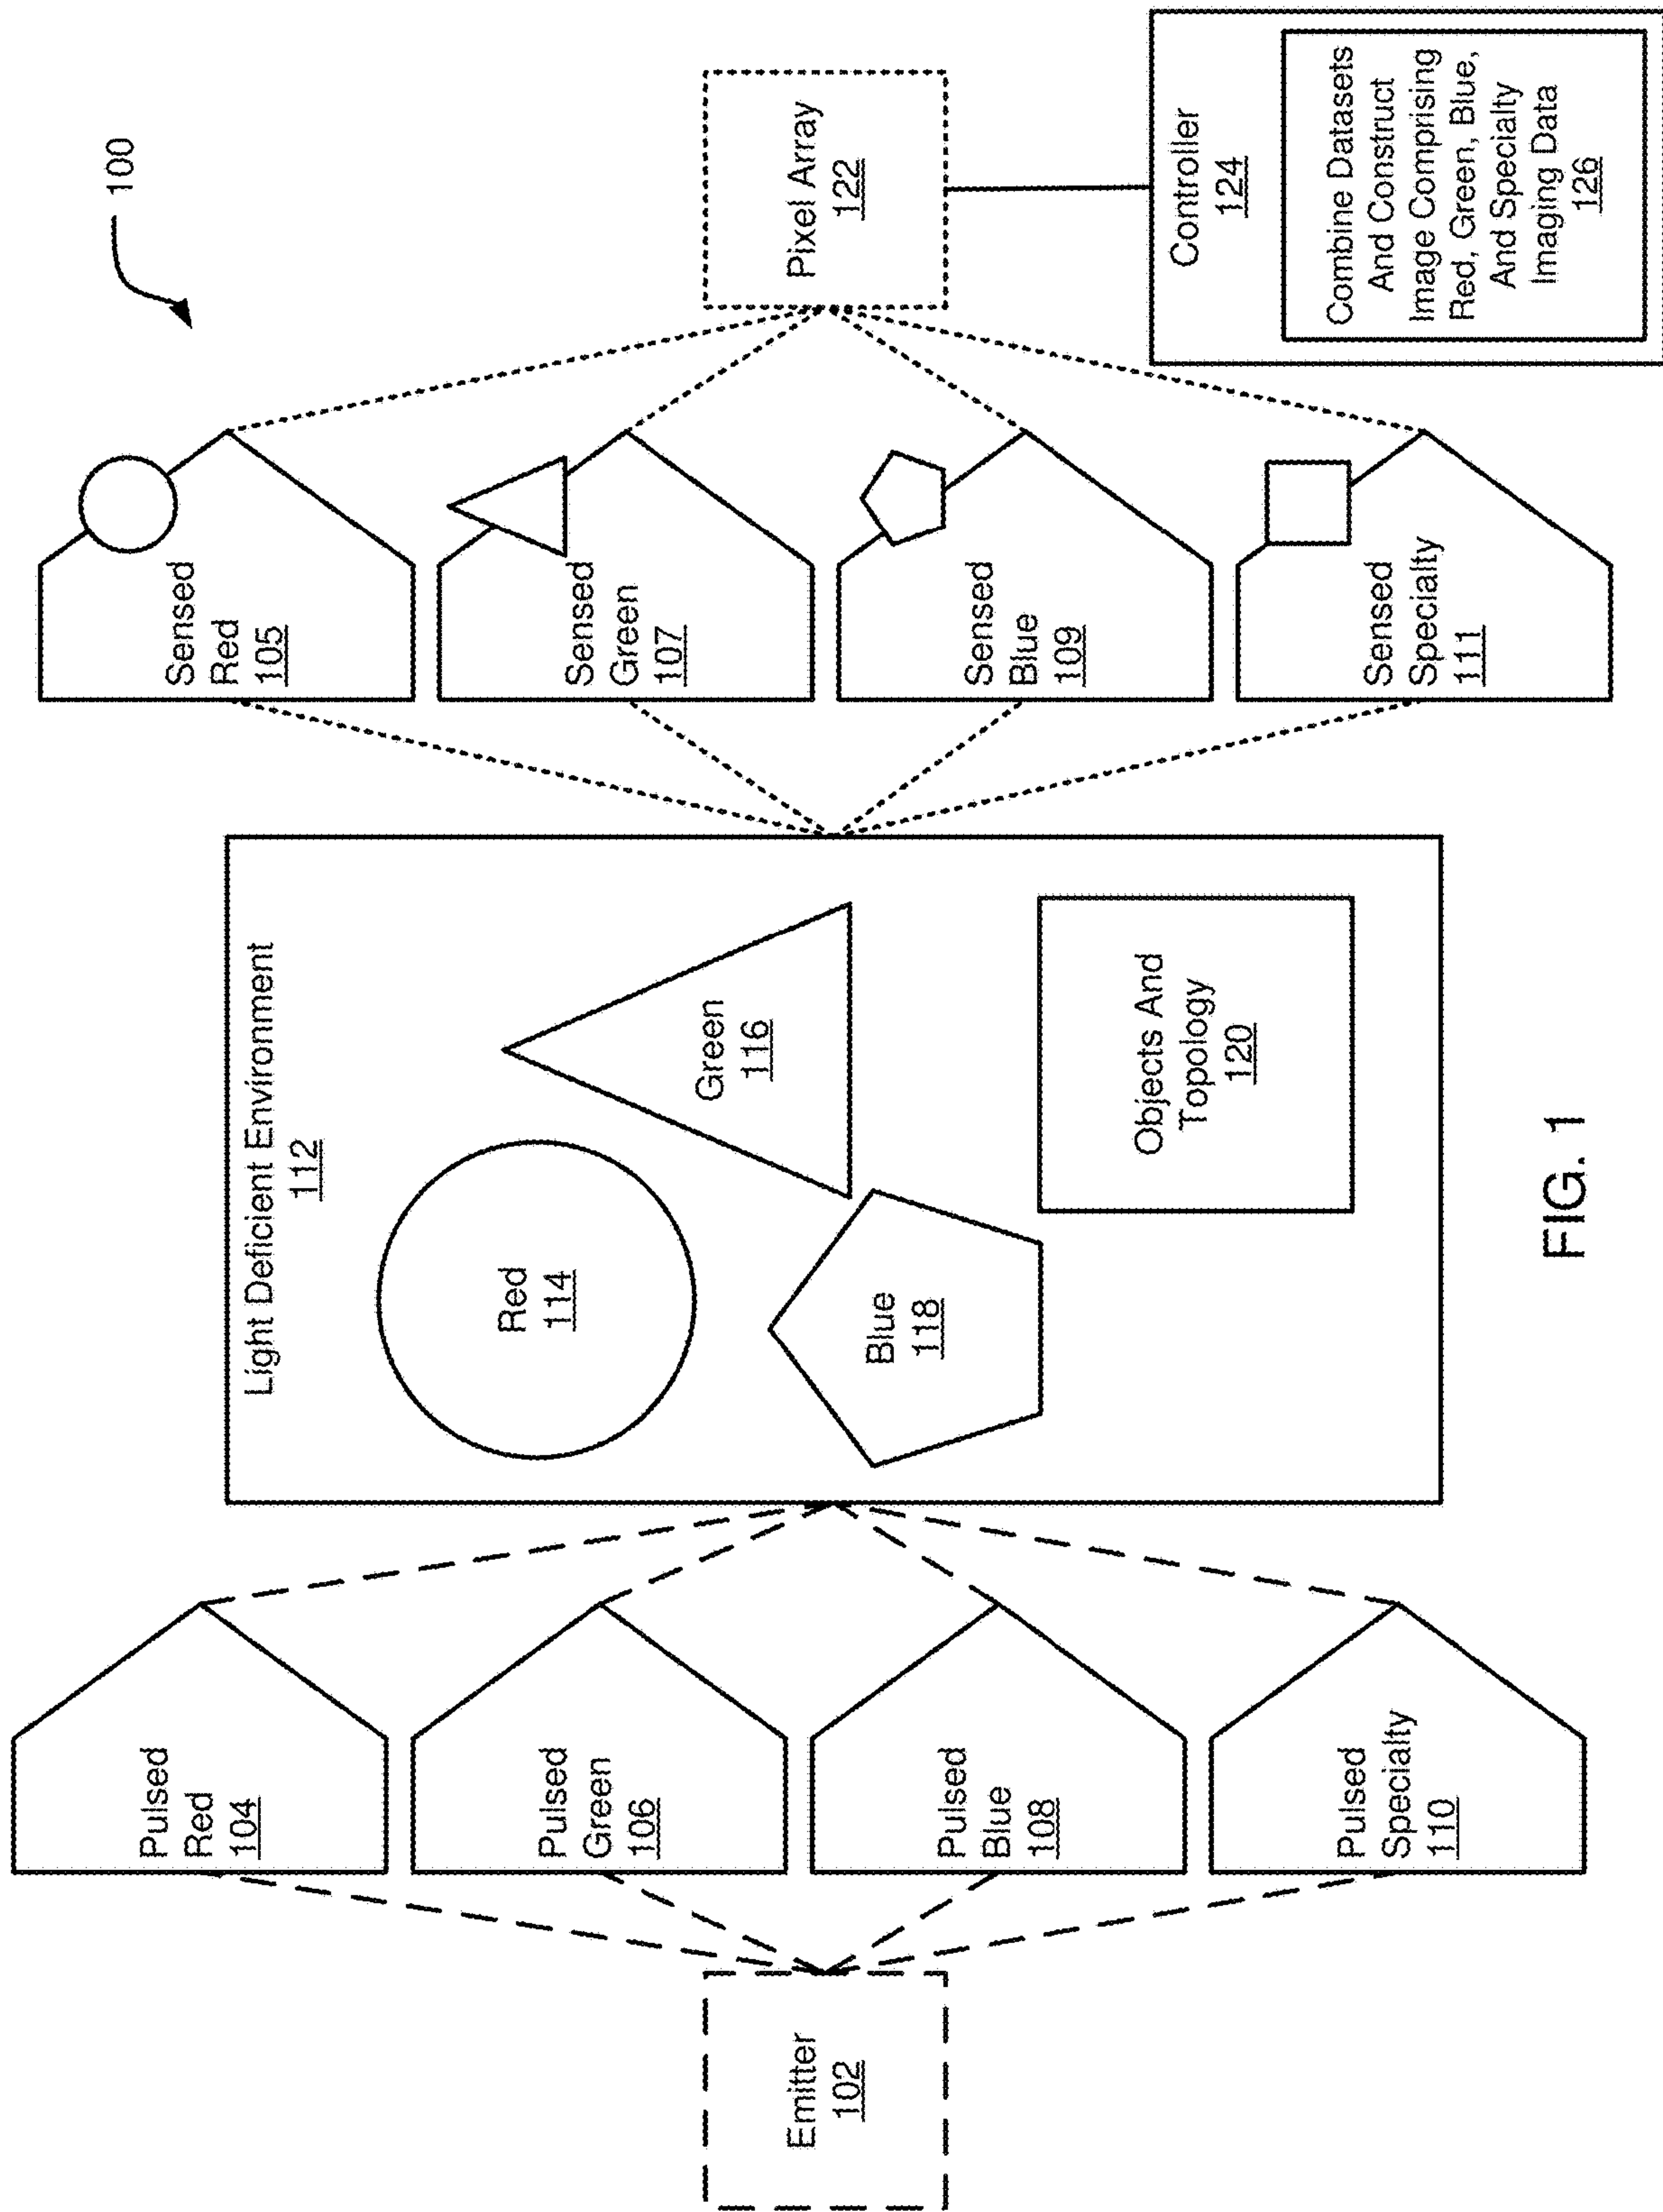 100
Emitter
102
Pulsed
Red
104
Pulsed
Green
106
Pulsed
Blue
108
Pulsed
Specialty
110
Light Deficient Environment
112
Red
114
Green
116
Blue
118
Objects And
Topology
120
Sensed
Red
105
Sensed
Green
107
Sensed
Blue
109
Sensed
Specialty
111
Pixel Array
122
Controller
124
Combine Datasets
And Construct
Image Comprising
Red, Green, Blue,
And Specialty
Imaging Data
126
FIG. 1